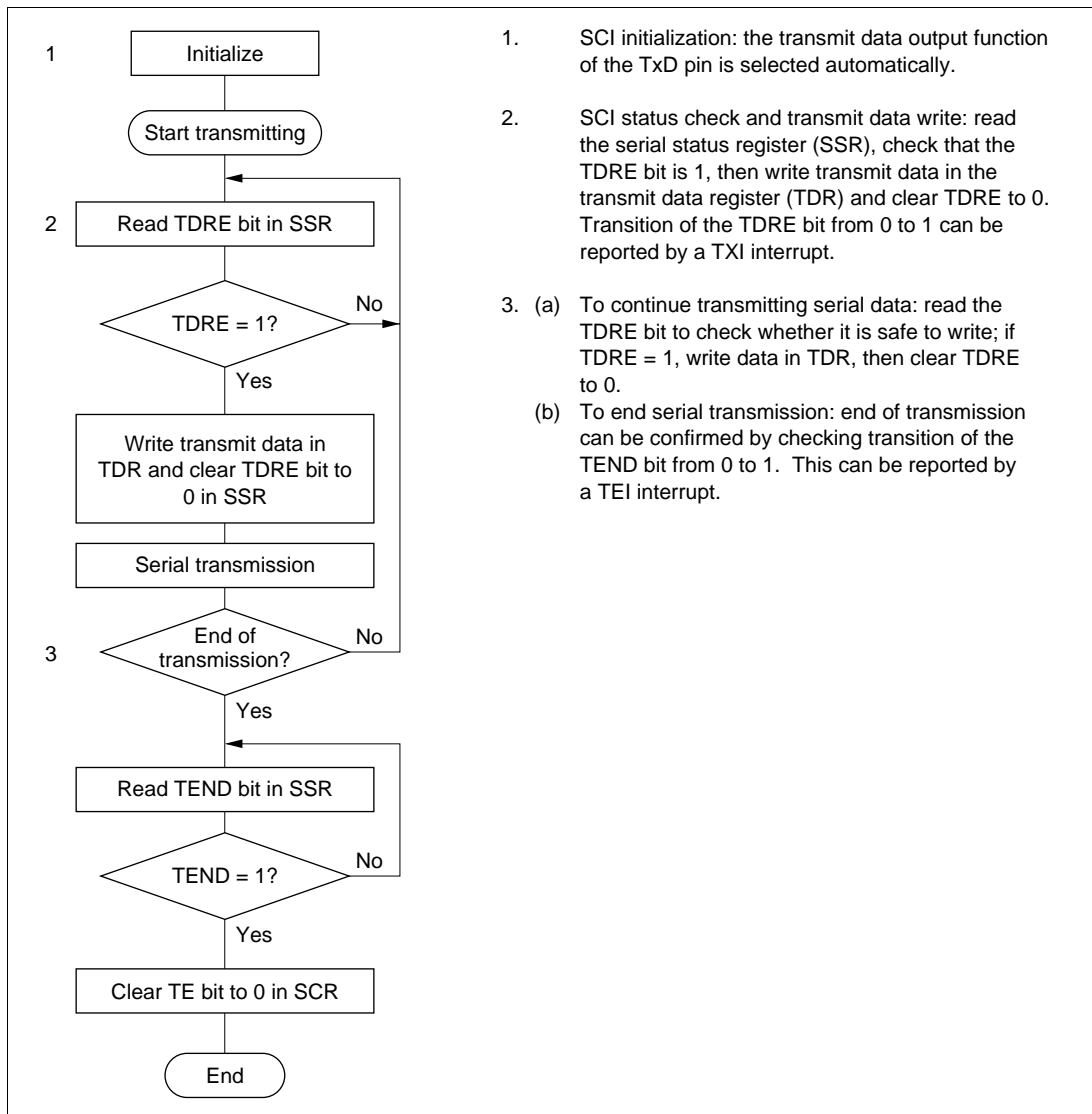 1
Initialize
Start transmitting
2
Read TDRE bit in SSR
TDRE = 1?
No
Yes
Write transmit data in
TDR and clear TDRE bit to
0 in SSR
Serial transmission
3
End of
transmission?
No
Yes
Read TEND bit in SSR
TEND = 1?
No
Yes
Clear TE bit to 0 in SCR
End
1. SCI initialization: the transmit data output function
of the TxD pin is selected automatically.
2. SCI status check and transmit data write: read
the serial status register (SSR), check that the
TDRE bit is 1, then write transmit data in the
transmit data register (TDR) and clear TDRE to 0.
Transition of the TDRE bit from 0 to 1 can be
reported by a TXI interrupt.
3. (a) To continue transmitting serial data: read the
TDRE bit to check whether it is safe to write; if
TDRE = 1, write data in TDR, then clear TDRE
to 0.
(b) To end serial transmission: end of transmission
can be confirmed by checking transition of the
TEND bit from 0 to 1.  This can be reported by
a TEI interrupt.